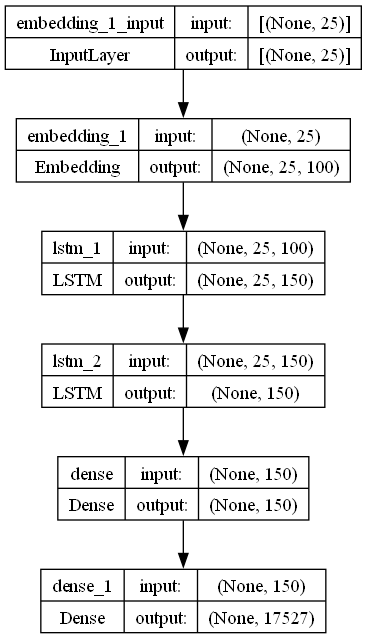 embedding_1_input input: [(None, 25)]
InputLayer output: [(None, 25)]
embedding_1 input: (None, 25)
Embedding output: (None, 25, 100)
lstm_1 input: (None, 25, 100)
LSTM output: (None, 25, 150)
lstm_2 input: (None, 25, 150)
LSTM output: (None, 150)
dense input: (None, 150)
Dense output: (None, 150)
dense_1 input: (None, 150)
Dense output: (None, 17527)